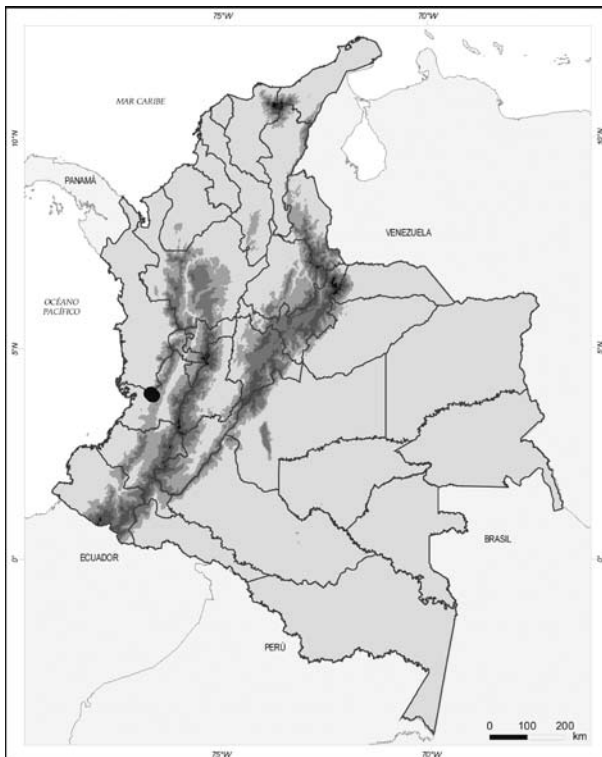 75°W
70°W
MAR CARIBE
10°N
10°N
PANAMÁ
VENEZUELA
OCÉANO
PACÍFICO
5°N
5°N
0°
0°
ECUADOR
BRASIL
PERÚ
0 100 200
km
75°W
70°W